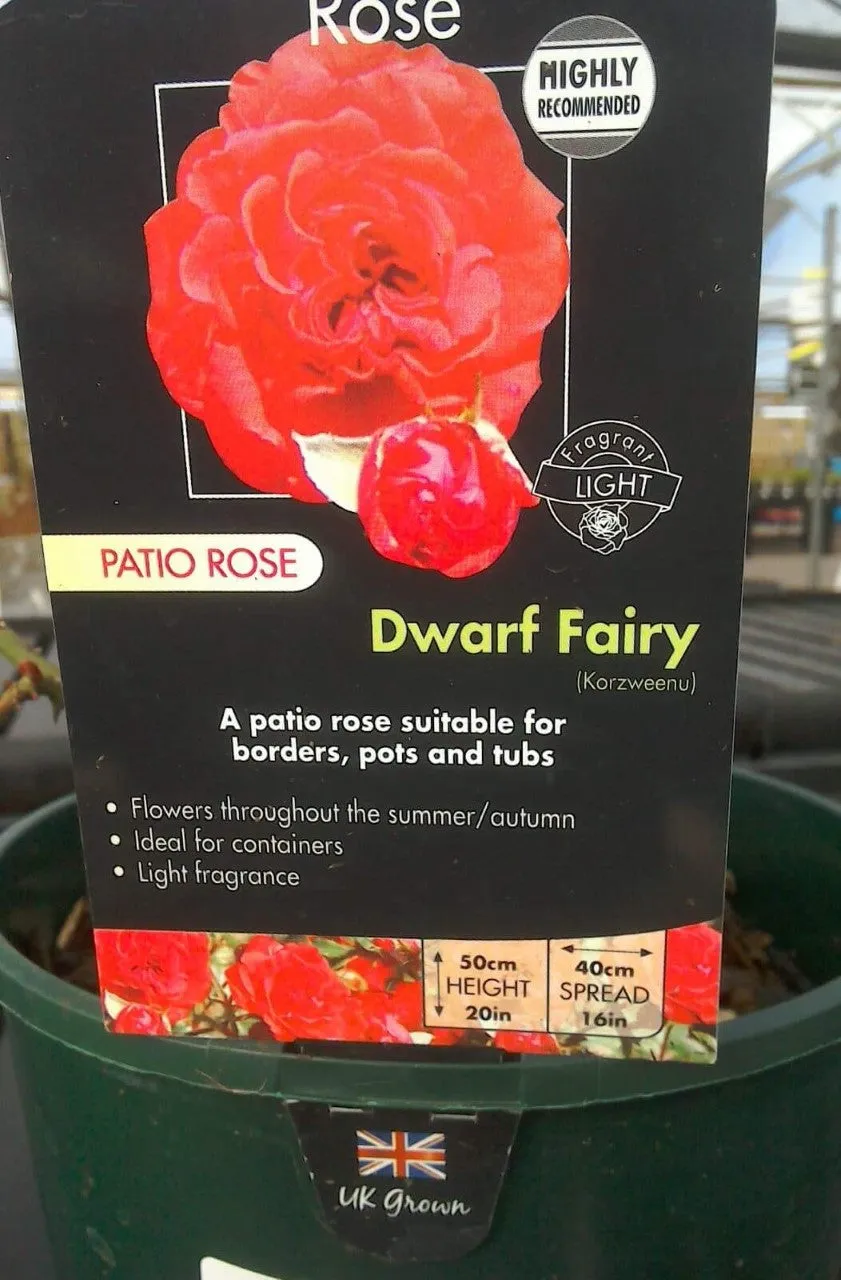 Rose
HIGHLY
RECOMMENDED
Fragrant
LIGHT
PATIO ROSE
Dwarf Fairy
(Korzweenu)
A patio rose suitable for
borders, pots and tubs
• Flowers throughout the summer/autumn
• Ideal for containers
• Light fragrance
50cm
HEIGHT
20in
40cm
SPREAD
16in
UK Grown